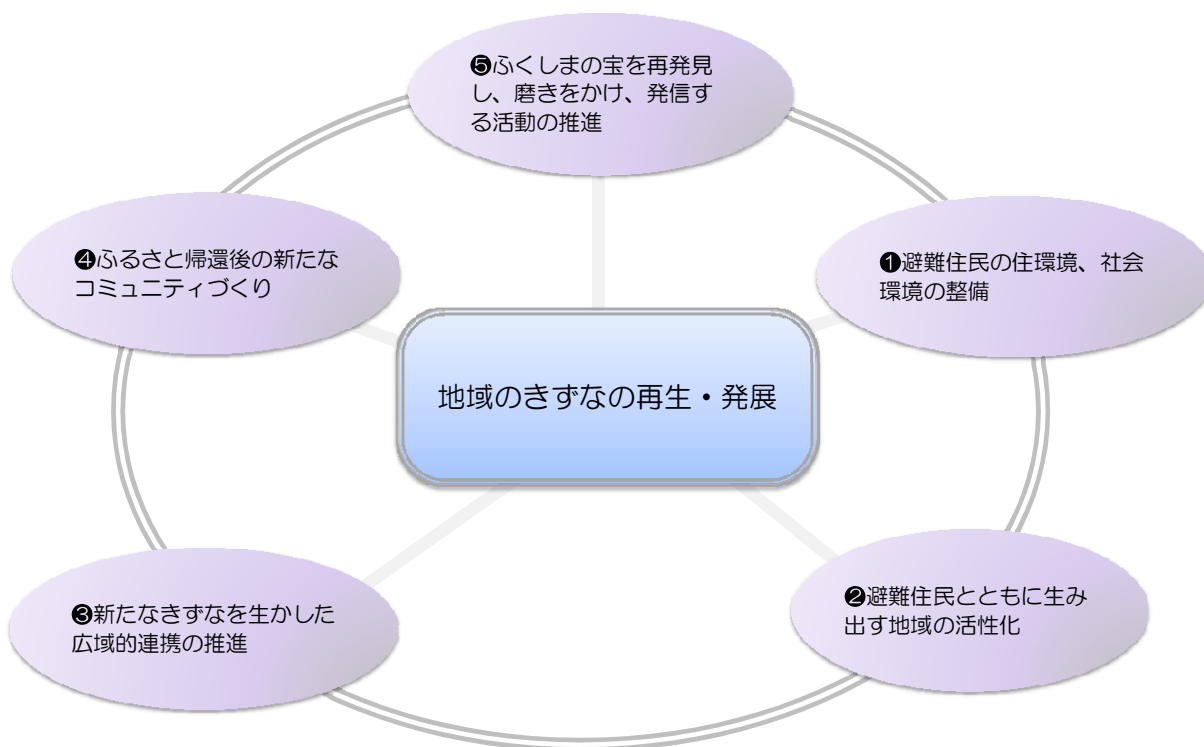 ❺ふくしまの宝を再発見
し、磨きをかけ、発信す
る活動の推進
❹ふるさと帰還後の新たな
コミュニティづくり
❶避難住民の住環境、社会
環境の整備
地域のきずなの再生・発展
❸新たなきずなを生かした
広域的連携の推進
❷避難住民とともに生み
出す地域の活性化